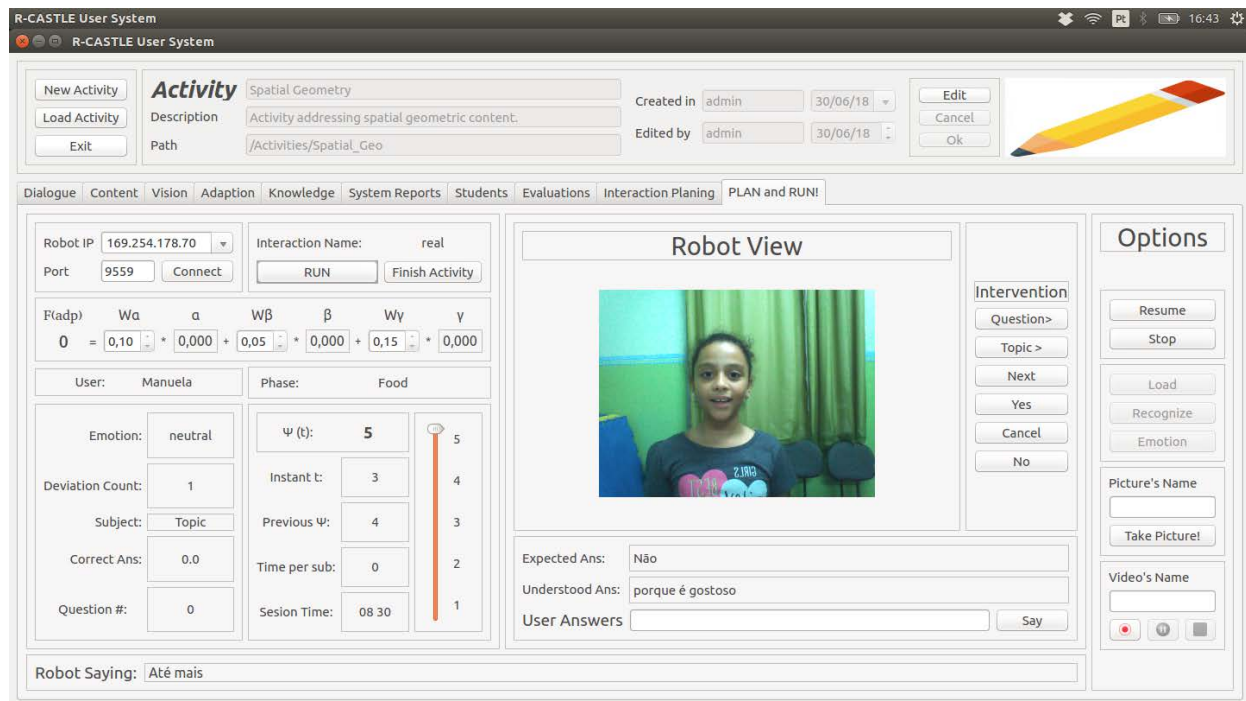 R-CASTLE User System
Pt 16:43
R-CASTLE User System
New Activity
Load Activity
Exit
Activity Spatial Geometry
Description Activity addressing spatial geometric content.
Path /Activities/Spatial_Geo
Created in admin 30/06/18
Edited by admin 30/06/18
Edit
Cancel
Ok
Dialogue Content Vision Adaption Knowledge System Reports Students Evaluations Interaction Planing PLAN and RUN!
Robot IP 169.254.178.70
Port 9559 Connect
Interaction Name: real
RUN Finish Activity
F(adp) Wα α Wβ β Wγ γ
0 = 0,10 * 0,000 + 0,05 * 0,000 + 0,15 * 0,000
User: Manuela
Phase: Food
Emotion: neutral
Deviation Count: 1
Subject: Topic
Correct Ans: 0.0
Question #: 0
Ψ (t): 5
Instant t: 3
Previous Ψ: 4
Time per sub: 0
Sesion Time: 08 30
5
4
3
2
1
Robot View
GIRLS
BEST
Intervention
Question>
Topic >
Next
Yes
Cancel
No
Expected Ans: Não
Understood Ans: porque é gostoso
User Answers Say
Options
Resume
Stop
Load
Recognize
Emotion
Picture's Name
Take Picture!
Video's Name
Robot Saying: Até mais